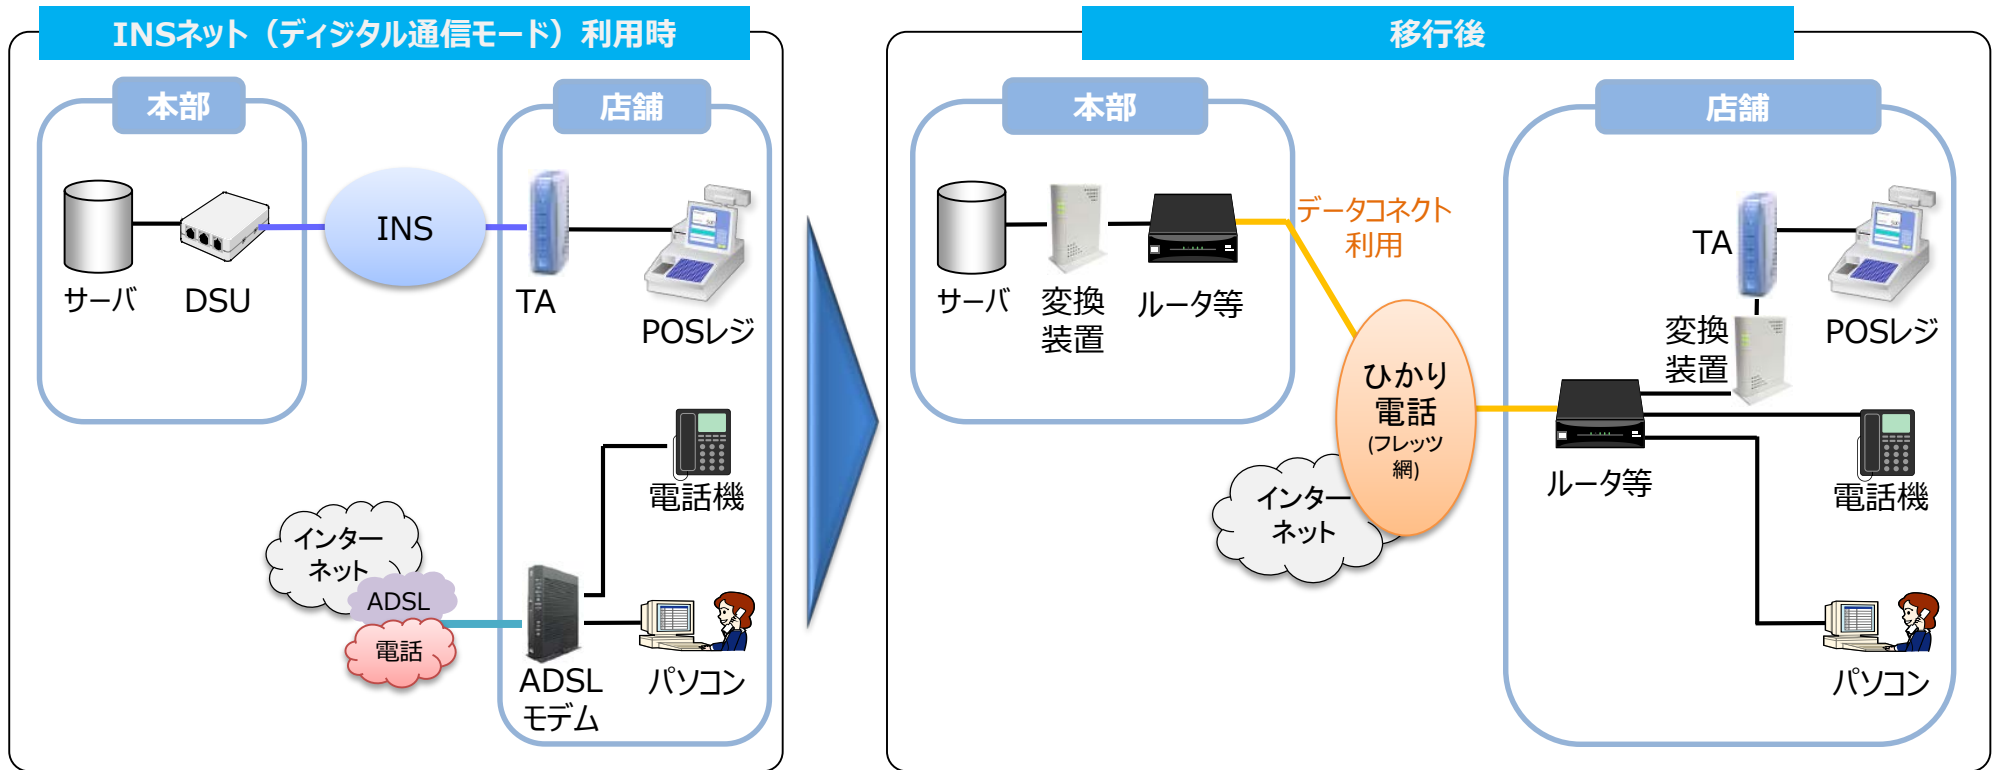 INSネット（ディジタル通信モード）利用時
本部
店舗
サーバ
DSU
INS
TA
POSレジ
電話機
インター
ネット
ADSL
電話
ADSL
モデム
パソコン
移行後
本部
店舗
サーバ
変換
装置
ルータ等
データコネクト
利用
ひかり
電話
(フレッツ
網)
インター
ネット
TA
POSレジ
変換
装置
ルータ等
電話機
パソコン